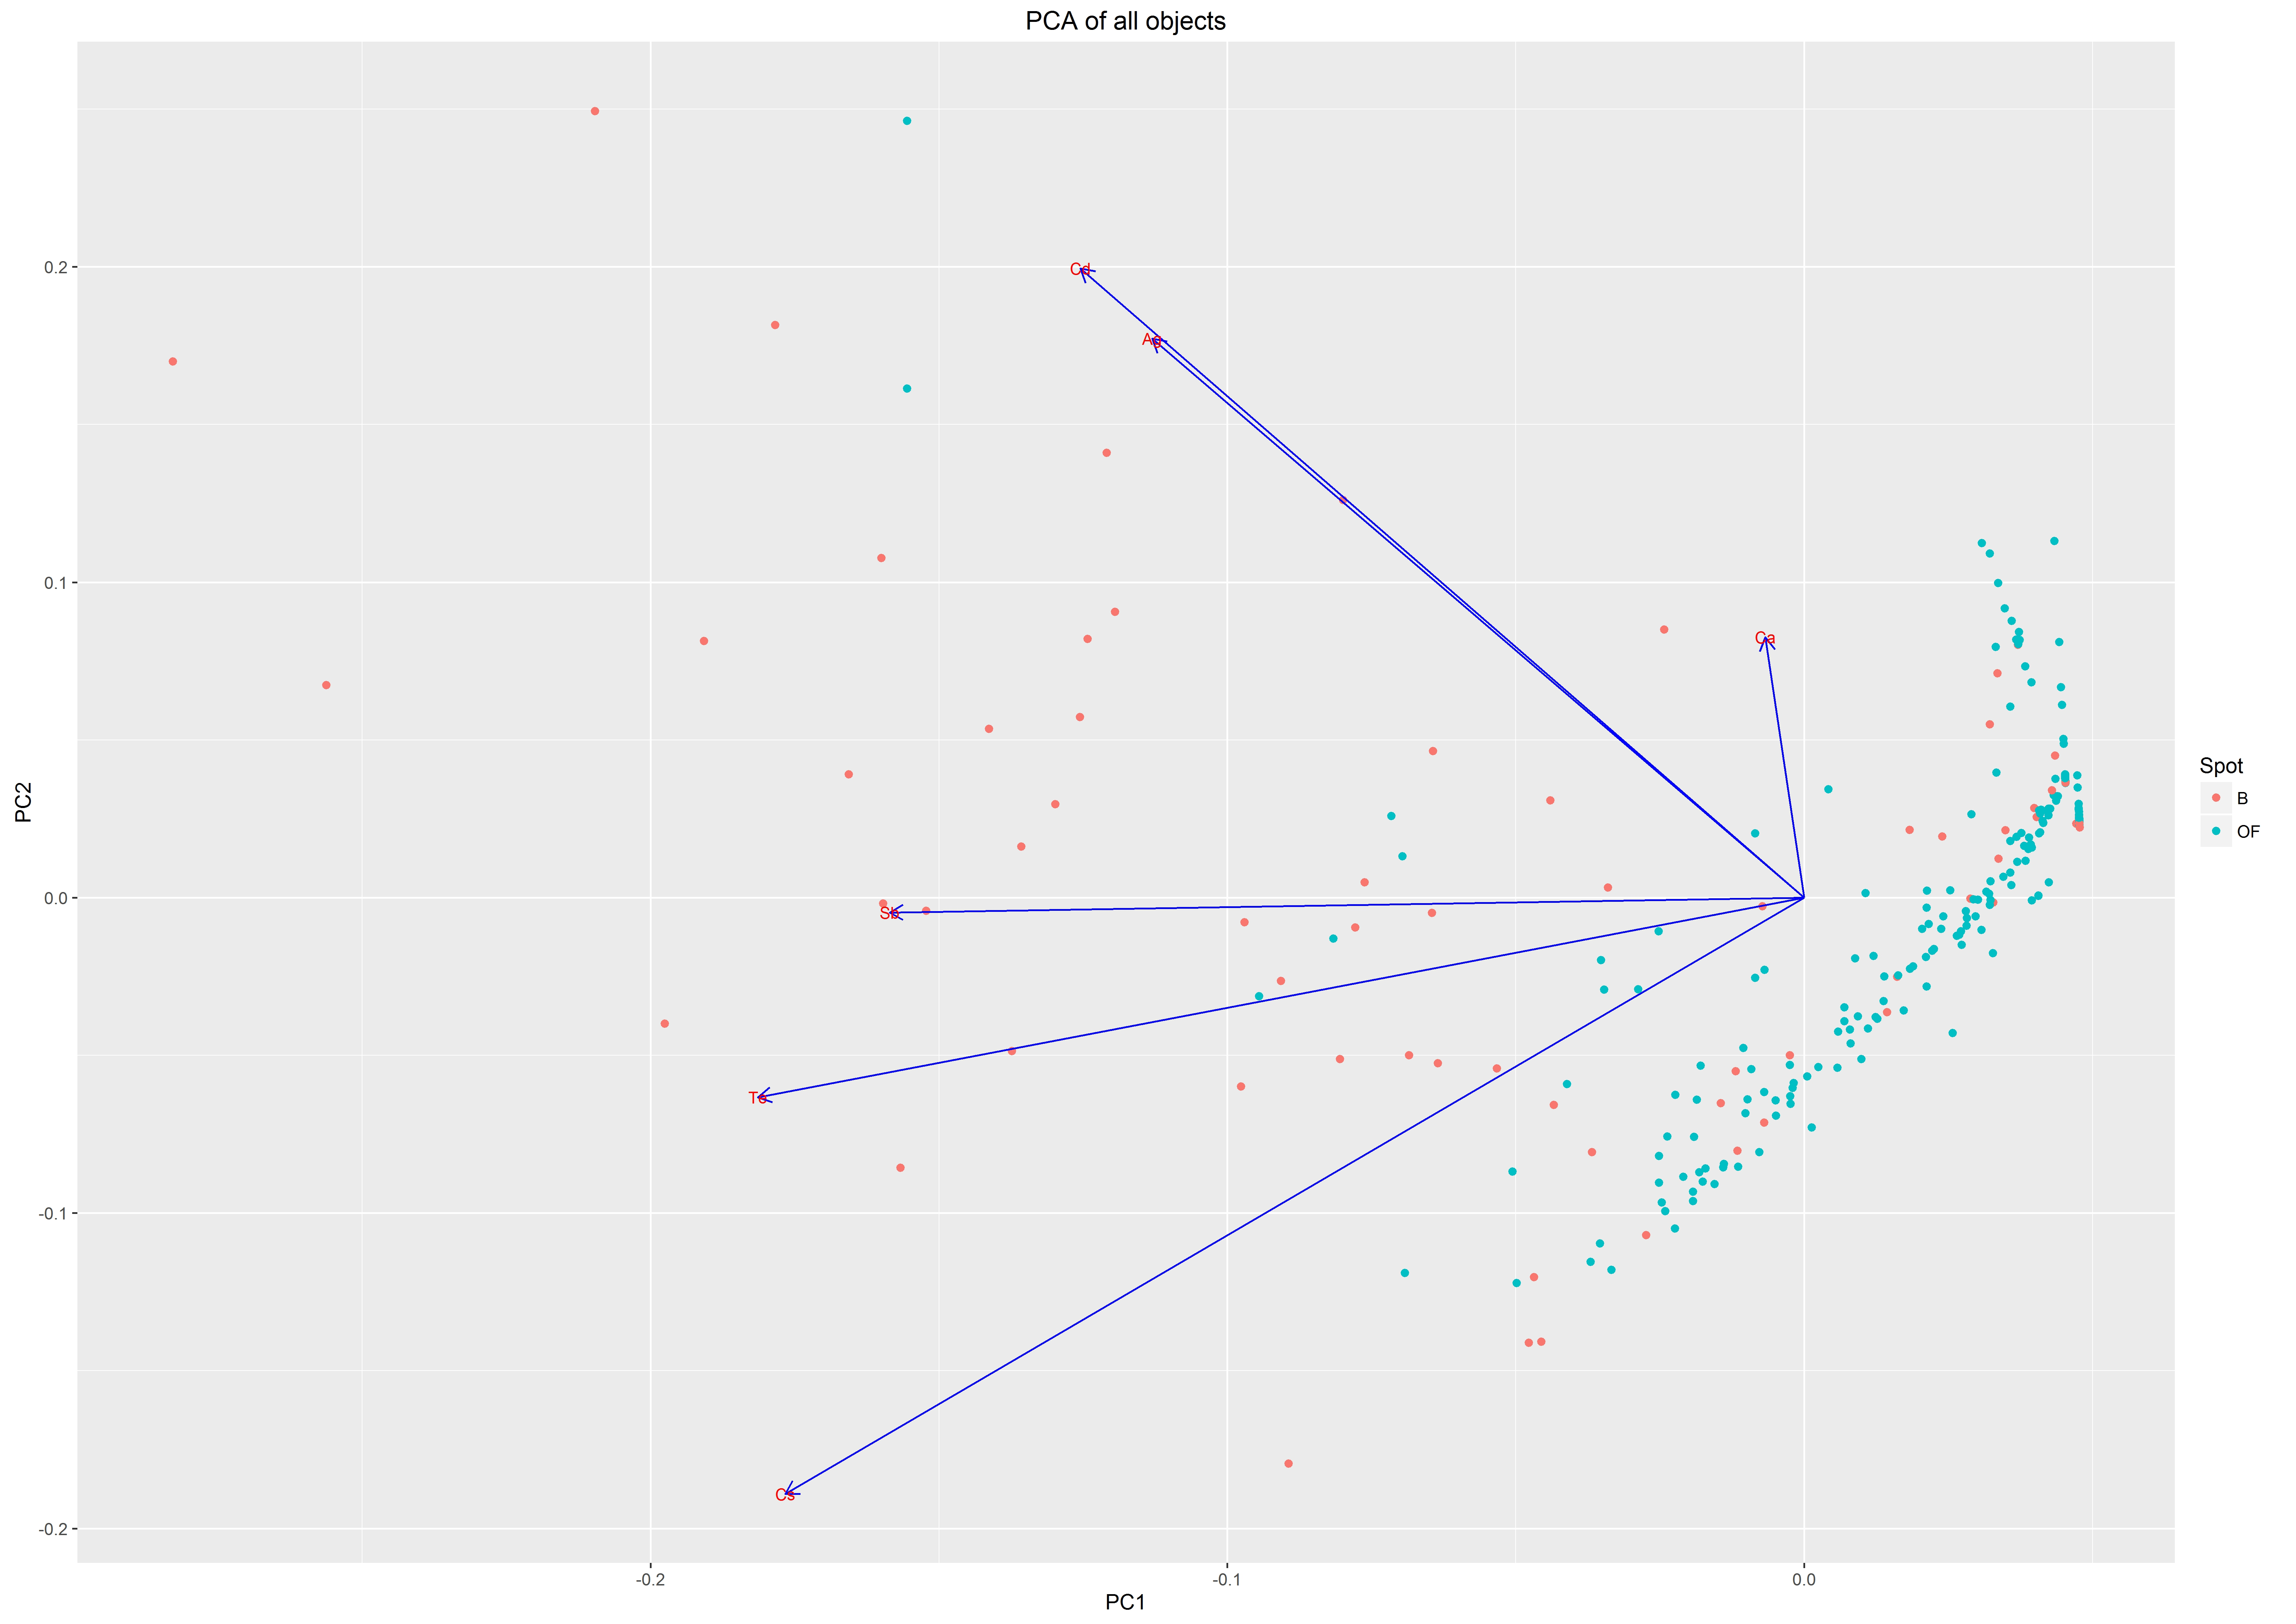 PCA of all objects
Cd
Ag
Ca
Sb
Te
Cs
0.2
0.1
0.0
-0.1
-0.2
-0.2
-0.1
0.0
PC1
PC2
Spot
B
OF